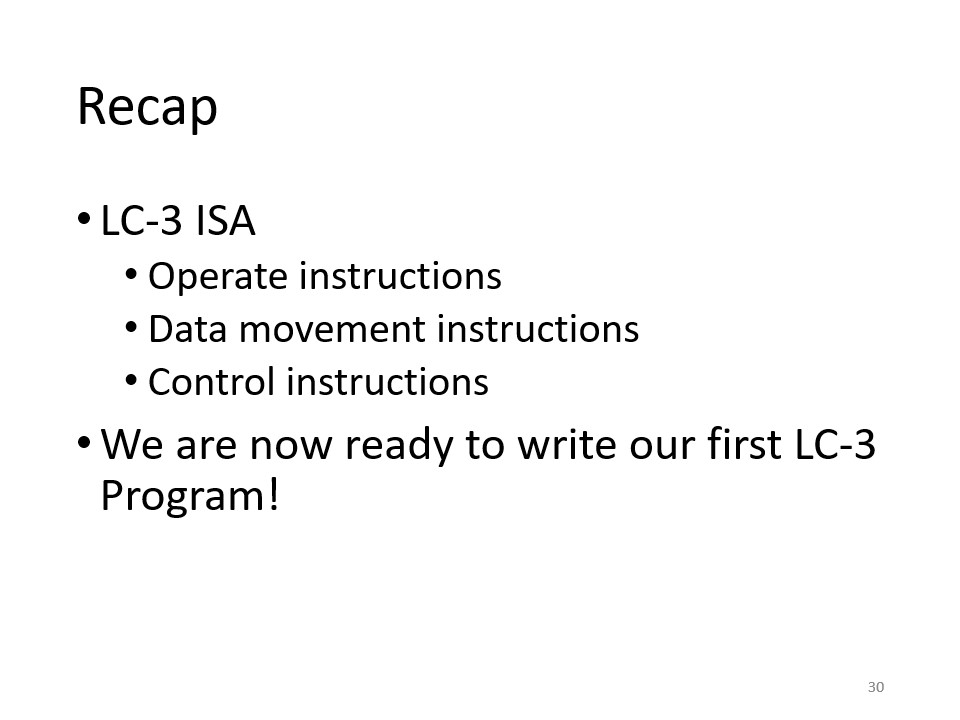 Recap
• LC-3 ISA
• Operate instructions
• Data movement instructions
• Control instructions
• We are now ready to write our first LC-3
Program!
30